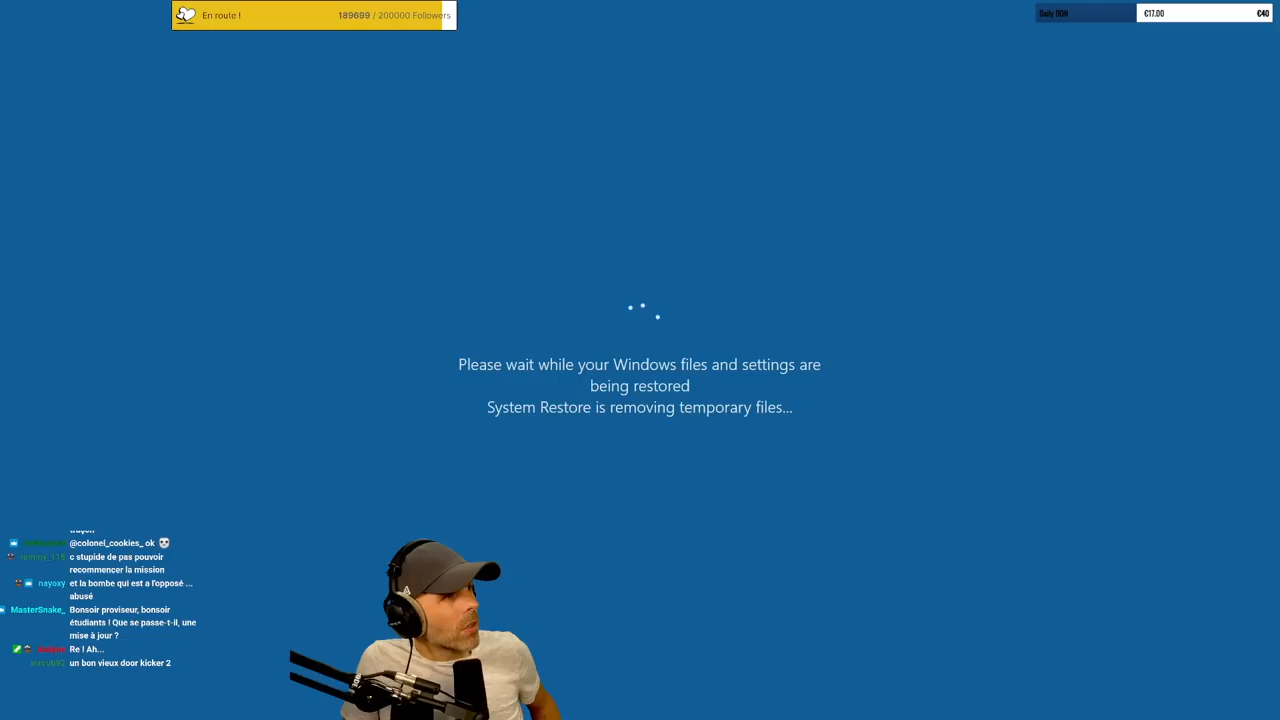 En route !
189699 / 200000 Followers
Daily DON
€17.00
€40
Please wait while your Windows files and settings are
being restored
System Restore is removing temporary files...
@colonel_cookies_ ok
c stupide de pas pouvoir
recommencer la mission
nayoxy et la bombe qui est a l'opposé ...
abusé
MasterSnake_ Bonsoir proviseur, bonsoir
étudiants ! Que se passe-t-il, une
mise à jour ?
Re ! Ah...
mrcub92 un bon vieux door kicker 2